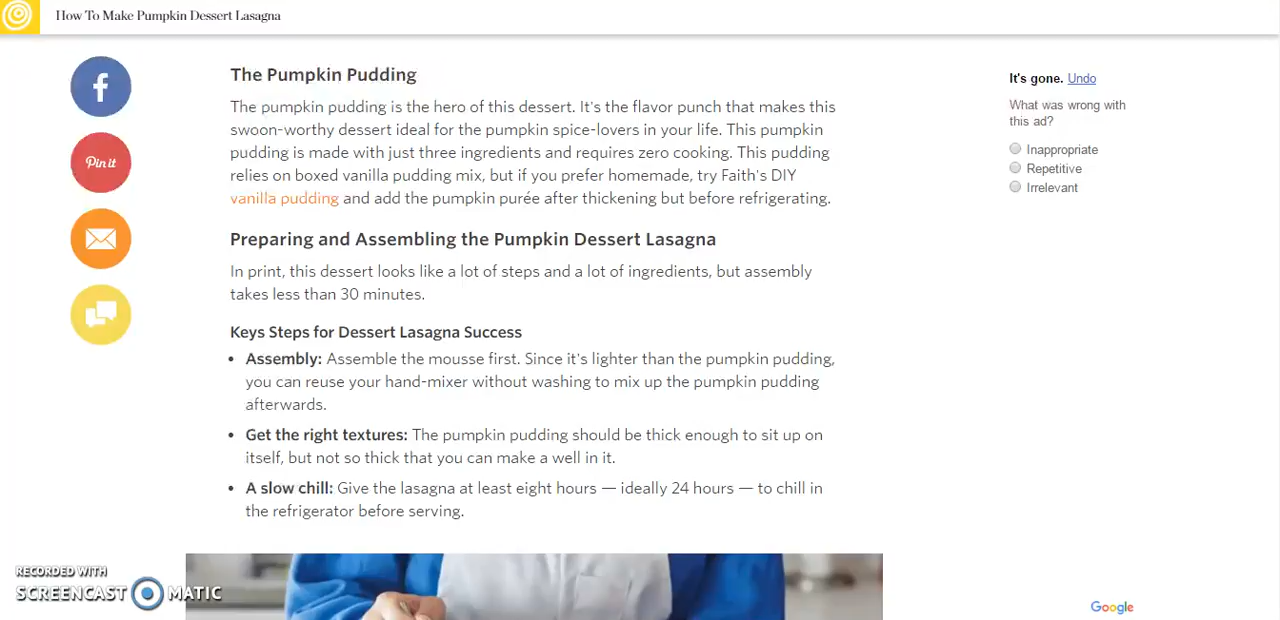 How To Make Pumpkin Dessert Lasagna
The Pumpkin Pudding
The pumpkin pudding is the hero of this dessert. It's the flavor punch that makes this
swoon-worthy dessert ideal for the pumpkin spice-lovers in your life. This pumpkin
pudding is made with just three ingredients and requires zero cooking. This pudding
relies on boxed vanilla pudding mix, but if you prefer homemade, try Faith's DIY
vanilla pudding and add the pumpkin purée after thickening but before refrigerating.
Preparing and Assembling the Pumpkin Dessert Lasagna
In print, this dessert looks like a lot of steps and a lot of ingredients, but assembly
takes less than 30 minutes.
Keys Steps for Dessert Lasagna Success
• Assembly: Assemble the mousse first. Since it's lighter than the pumpkin pudding,
you can reuse your hand-mixer without washing to mix up the pumpkin pudding
afterwards.
• Get the right textures: The pumpkin pudding should be thick enough to sit up on
itself, but not so thick that you can make a well in it.
• A slow chill: Give the lasagna at least eight hours — ideally 24 hours — to chill in
the refrigerator before serving.
f
Pin it
It's gone. Undo
What was wrong with
this ad?
Inappropriate
Repetitive
Irrelevant
RECORDED WITH
SCREENCAST MATIC
Google